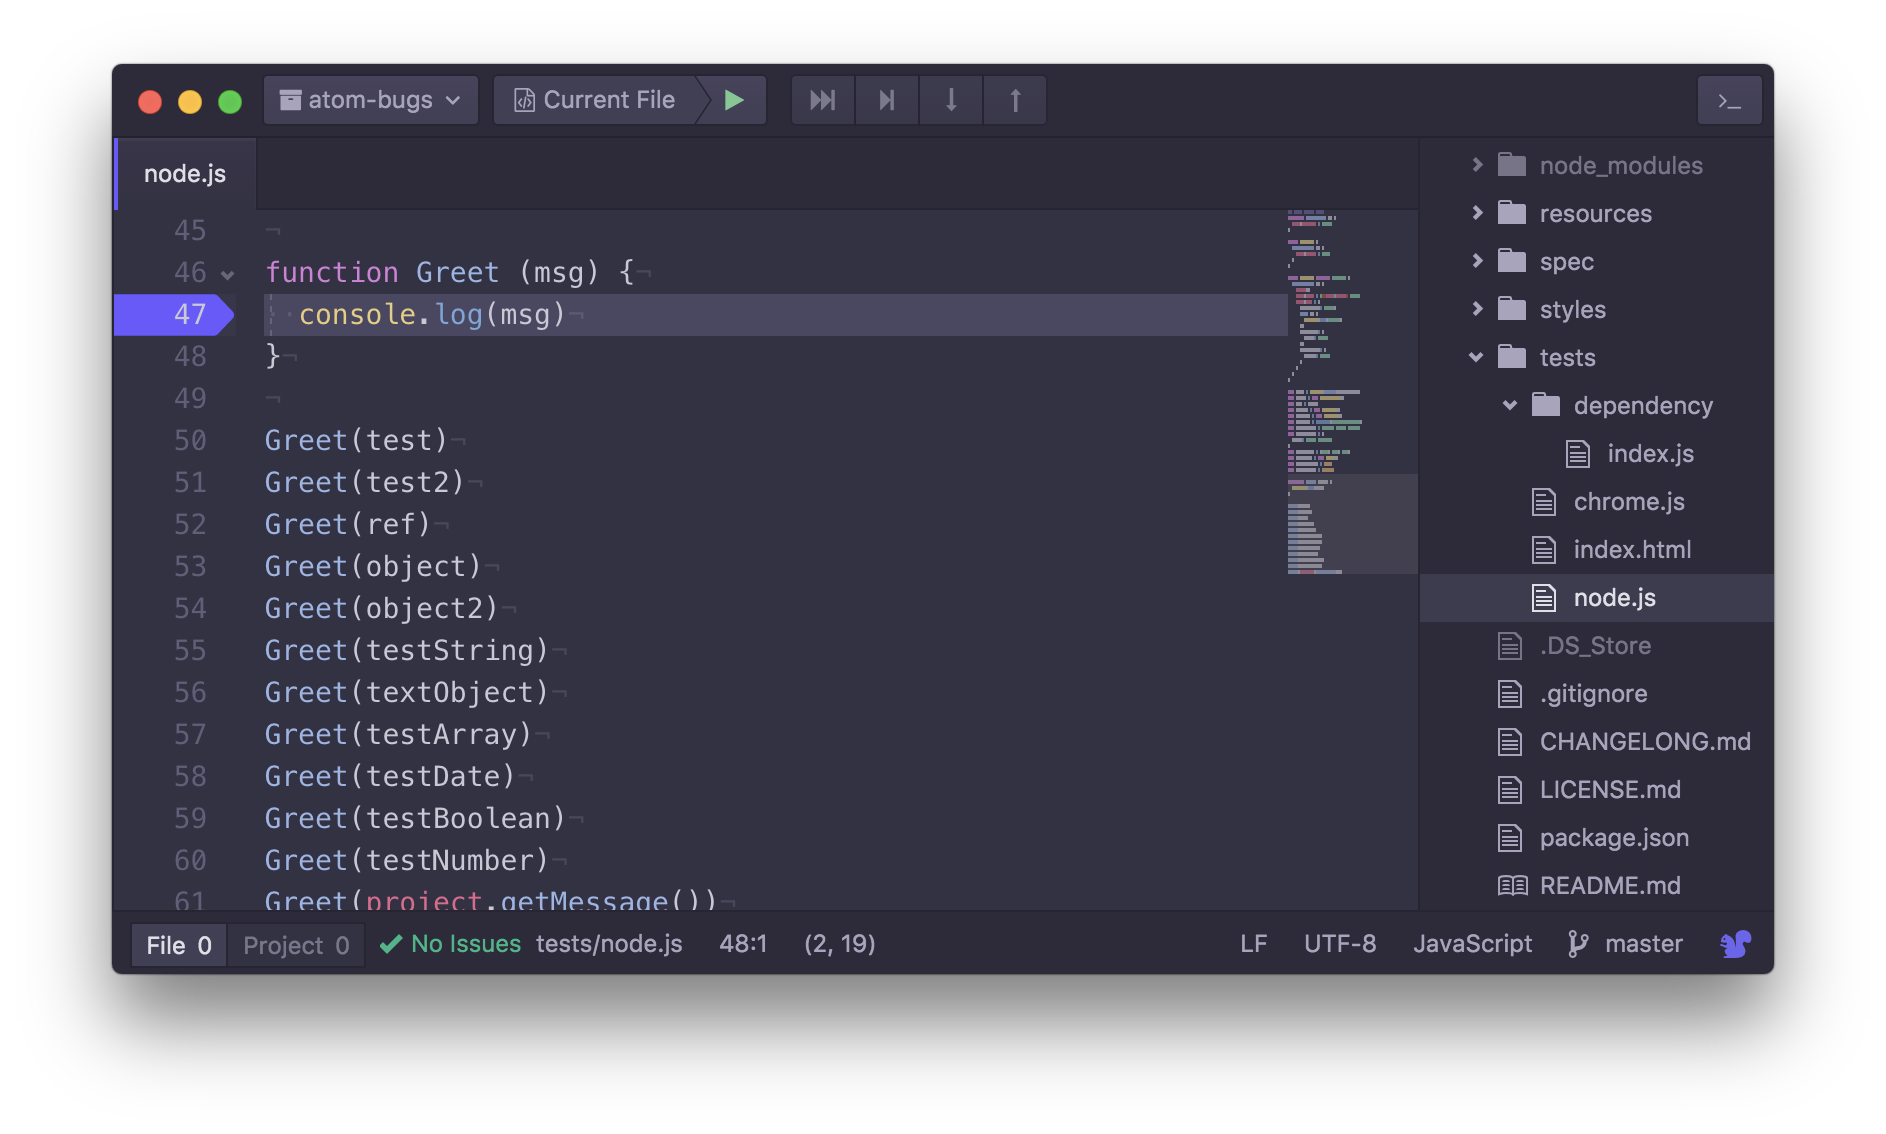 atom-bugs
Current File
>_
node.js
45
46 function Greet (msg) {
47 console.log(msg)
48 }
49
50 Greet(test)
51 Greet(test2)
52 Greet(ref)
53 Greet(object)
54 Greet(object2)
55 Greet(testString)
56 Greet(textObject)
57 Greet(testArray)
58 Greet(testDate)
59 Greet(testBoolean)
60 Greet(testNumber)
61 Greet(project.getMessage())
node_modules
resources
spec
styles
tests
dependency
index.js
chrome.js
index.html
node.js
.DS_Store
.gitignore
CHANGELONG.md
LICENSE.md
package.json
README.md
File 0 Project 0 No Issues tests/node.js 48:1 (2, 19) LF UTF-8 JavaScript master